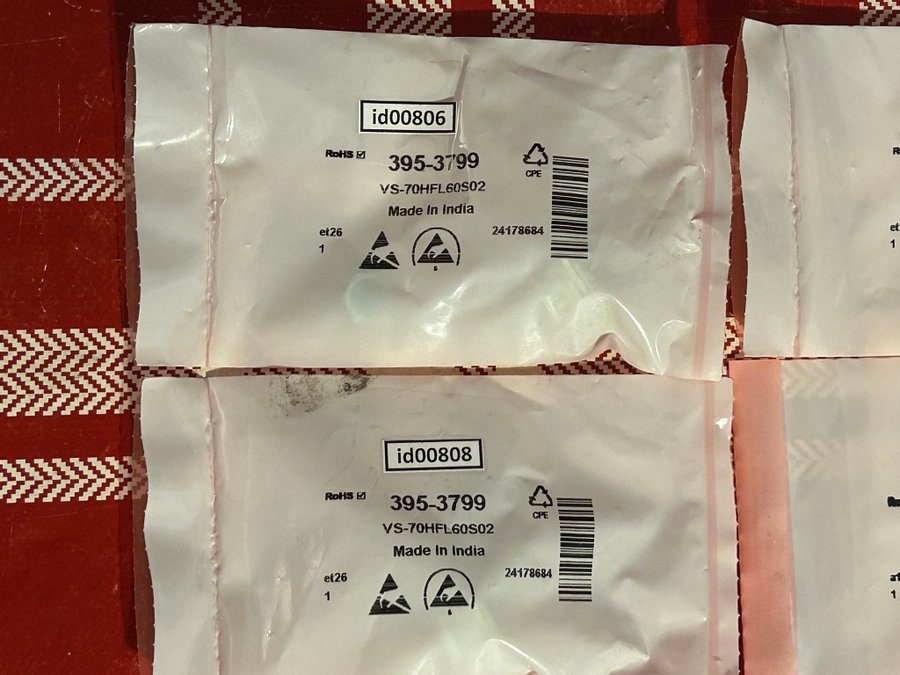 id00806
RoHS
395-3799
VS-70HFL60S02
CPE
Made In India
et26
24178684
1
id00808
RoHS
395-3799
VS-70HFL60S02
CPE
Made In India
et26
24178684
1